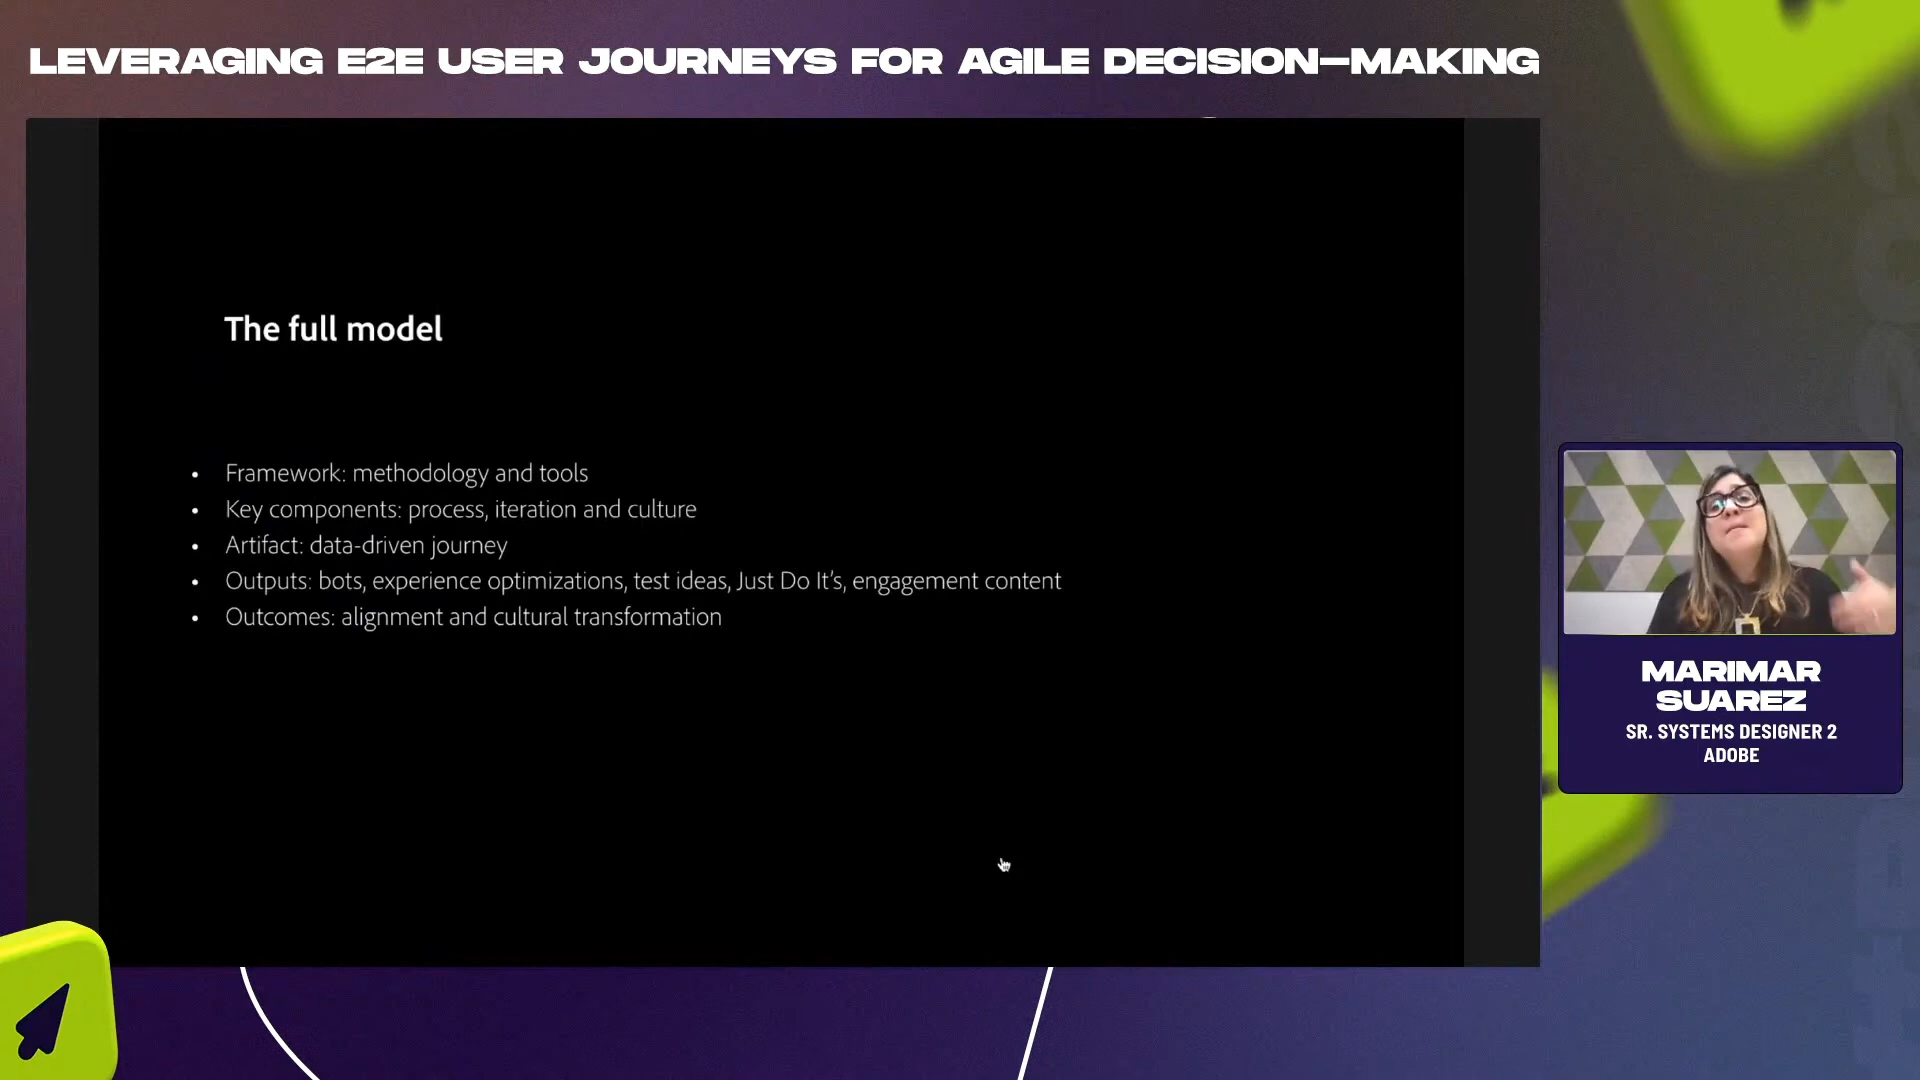 LEVERAGING E2E USER JOURNEYS FOR AGILE DECISION–MAKING
The full model
• Framework: methodology and tools
• Key components: process, iteration and culture
• Artifact: data-driven journey
• Outputs: bots, experience optimizations, test ideas, Just Do It’s, engagement content
• Outcomes: alignment and cultural transformation
MARIMAR
SUAREZ
SR. SYSTEMS DESIGNER 2
ADOBE